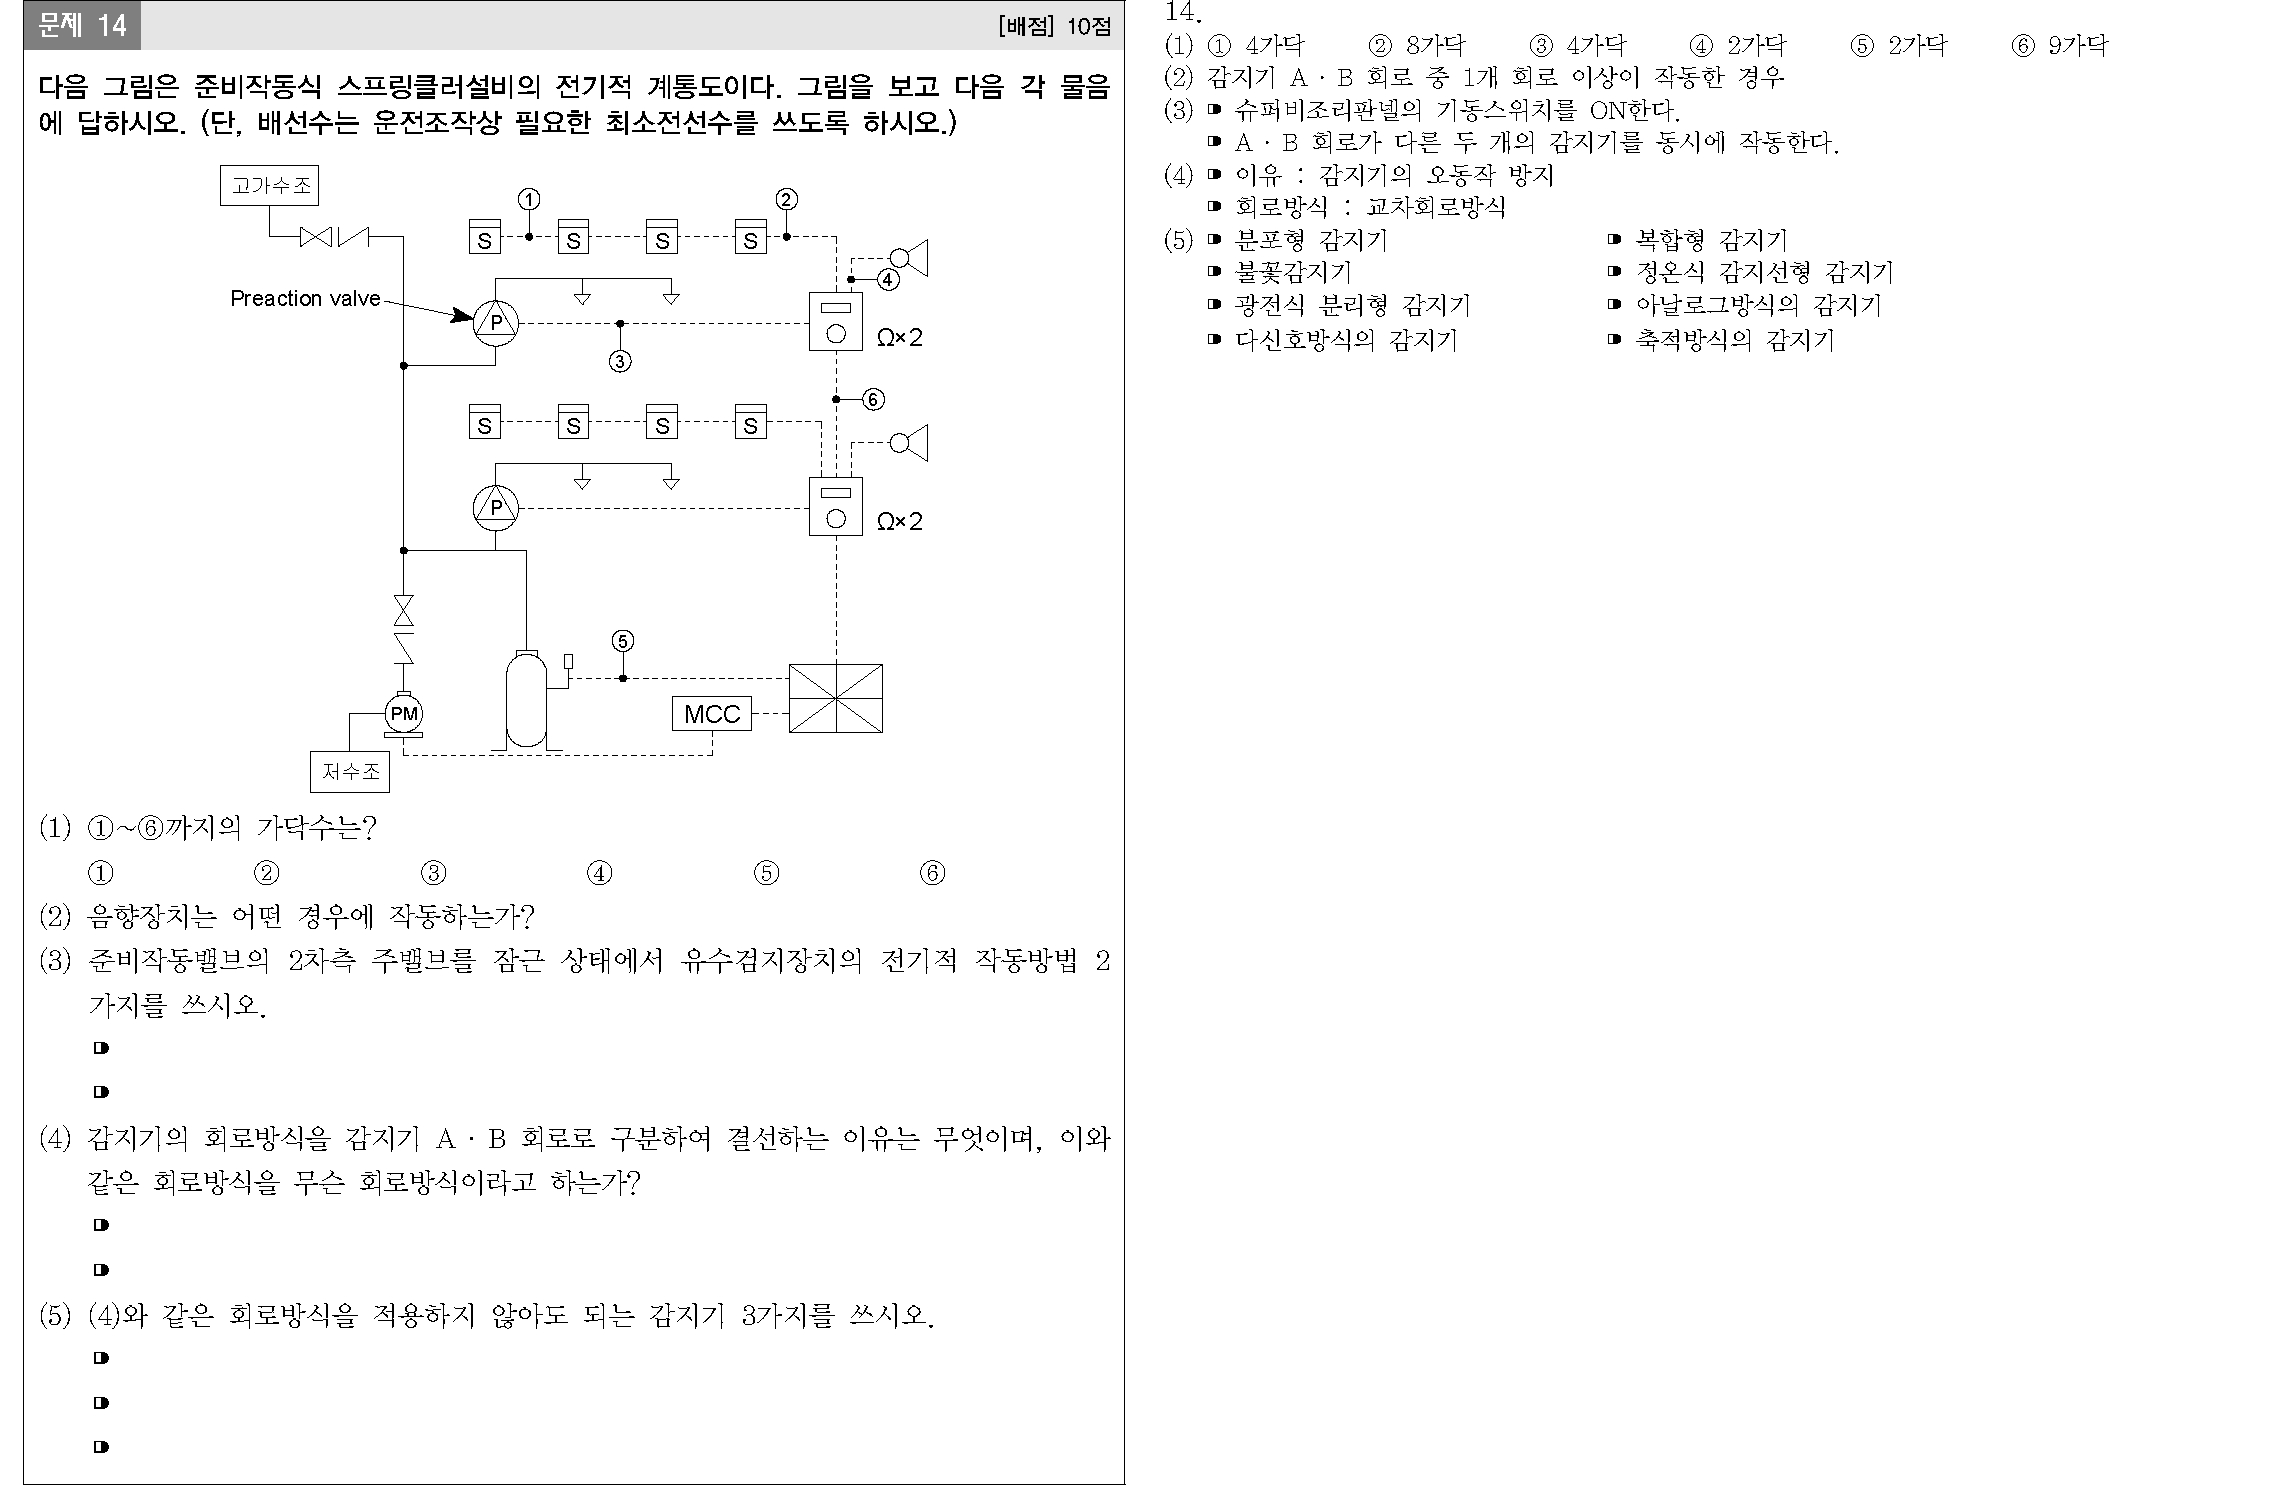 문제 14
[배점] 10점
다음 그림은 준비작동식 스프링클러설비의 전기적 계통도이다. 그림을 보고 다음 각 물음
에 답하시오. (단, 배선수는 운전조작상 필요한 최소전선수를 쓰도록 하시오.)
고가수조
① ②
S S S S
④
Preaction valve
P
Ω×2
③
⑥
S S S S
P
Ω×2
⑤
PM
MCC
저수조
(1) ①~⑥까지의 가닥수는?
① ② ③ ④ ⑤ ⑥
(2) 음향장치는 어떤 경우에 작동하는가?
(3) 준비작동밸브의 2차측 주밸브를 잠근 상태에서 유수검지장치의 전기적 작동방법 2
가지를 쓰시오.
(4) 감지기의 회로방식을 감지기 A · B 회로로 구분하여 결선하는 이유는 무엇이며, 이와
같은 회로방식을 무슨 회로방식이라고 하는가?
(5) (4)와 같은 회로방식을 적용하지 않아도 되는 감지기 3가지를 쓰시오.
14.
(1) ① 4가닥 ② 8가닥 ③ 4가닥 ④ 2가닥 ⑤ 2가닥 ⑥ 9가닥
(2) 감지기 A · B 회로 중 1개 회로 이상이 작동한 경우
(3) 슈퍼비조리판넬의 기동스위치를 ON한다.
A · B 회로가 다른 두 개의 감지기를 동시에 작동한다.
(4) 이유 : 감지기의 오동작 방지
회로방식 : 교차회로방식
(5) 분포형 감지기 복합형 감지기
불꽃감지기 정온식 감지선형 감지기
광전식 분리형 감지기 아날로그방식의 감지기
다신호방식의 감지기 축적방식의 감지기